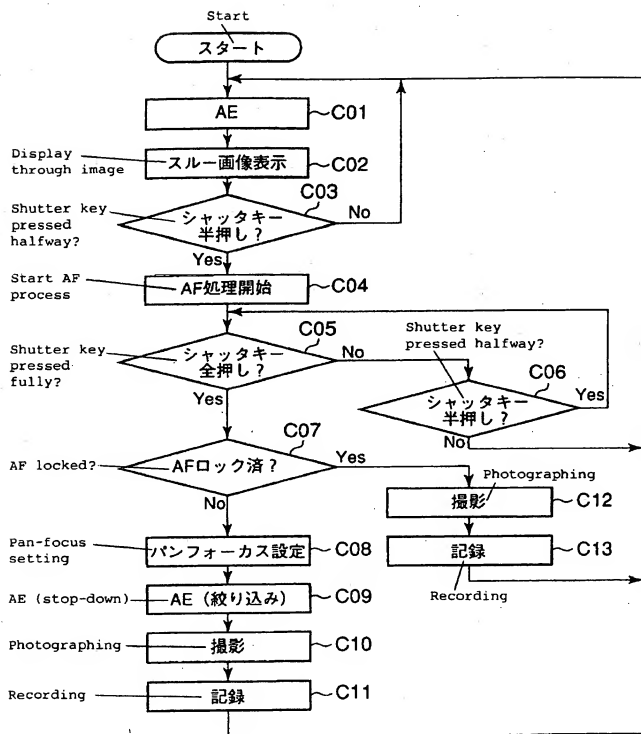 Start
スタート
AE
C01
Display
through image
スルー画像表示
C02
C03
Shutter key
pressed
halfway?
シャッタキー
半押し?
No
Yes
Start AF
process
AF処理開始
C04
C05
Shutter key
pressed
fully?
シャッタキー
全押し?
No
Yes
Shutter key
pressed halfway?
C06
シャッタキー
半押し?
Yes
No
C07
AF locked?
AFロック済?
Yes
No
Photographing
撮影
C12
記録
C13
Recording
Pan-focus
setting
パンフォーカス設定
C08
AE (stop-down)
AE(絞り込み)
C09
Photographing
撮影
C10
Recording
記録
C11